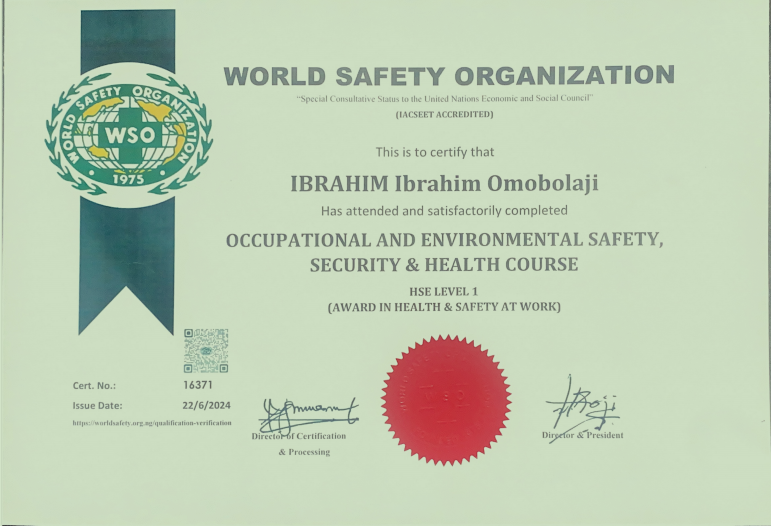 WORLD SAFETY ORGANIZATION
WSO
1975
WORLD SAFETY ORGANIZATION
"Special Consultative Status to the United Nations Economic and Social Council"
(IACSEET ACCREDITED)
This is to certify that
IBRAHIM Ibrahim Omobolaji
Has attended and satisfactorily completed
OCCUPATIONAL AND ENVIRONMENTAL SAFETY,
SECURITY & HEALTH COURSE
HSE LEVEL 1
(AWARD IN HEALTH & SAFETY AT WORK)
Cert. No.: 16371
Issue Date: 22/6/2024
https://worldsafety.org.ng/qualification-verification
Director of Certification
& Processing
Director & President